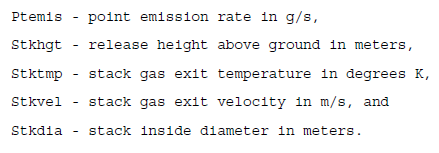 Ptemis - point emission rate in g/s,
Stkhgt - release height above ground in meters,
Stktmp - stack gas exit temperature in degrees K,
Stkvel - stack gas exit velocity in m/s, and
Stkdia - stack inside diameter in meters.